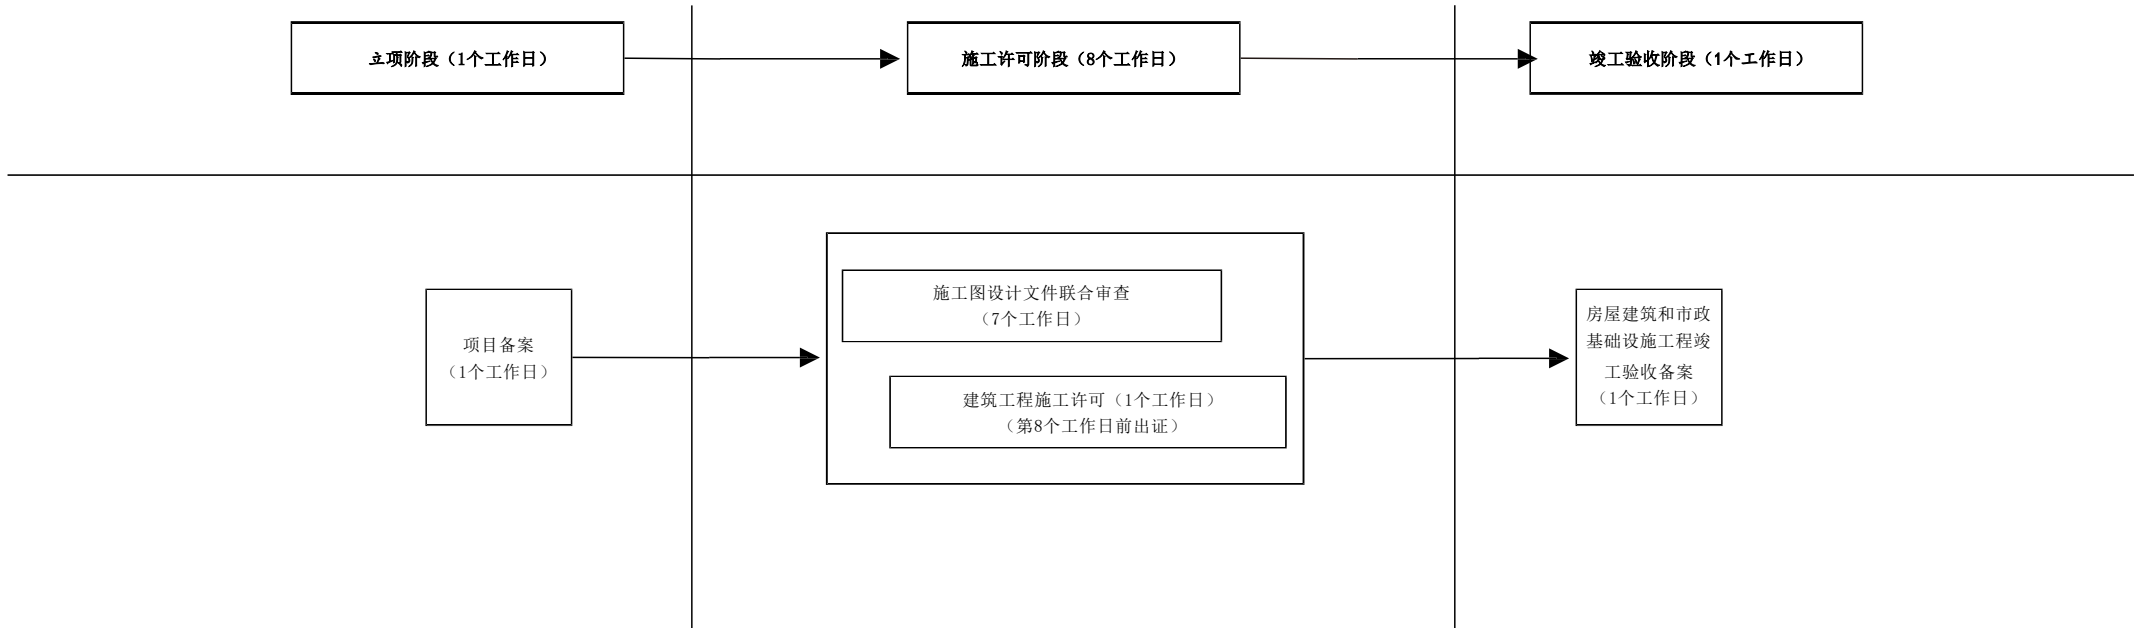 立项阶段（1个工作日）
施工许可阶段（8个工作日）
竣工验收阶段（1个工作日）
项目备案
（1个工作日）
施工图设计文件联合审查
（7个工作日）
建筑工程施工许可（1个工作日）
（第8个工作日前出证）
房屋建筑和市政
基础设施工程竣
工验收备案
（1个工作日）